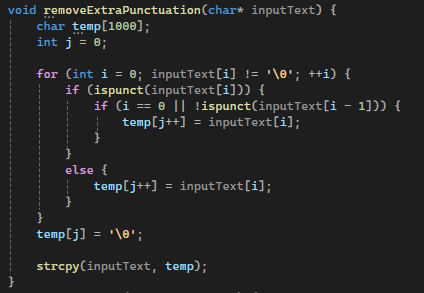 void removeExtraPunctuation(char* inputText) {
    char temp[1000];
    int j = 0;

    for (int i = 0; inputText[i] != '\0'; ++i) {
        if (ispunct(inputText[i])) {
            if (i == 0 || !ispunct(inputText[i - 1])) {
                temp[j++] = inputText[i];
            }
        }
        else {
            temp[j++] = inputText[i];
        }
    }
    temp[j] = '\0';

    strcpy(inputText, temp);
}